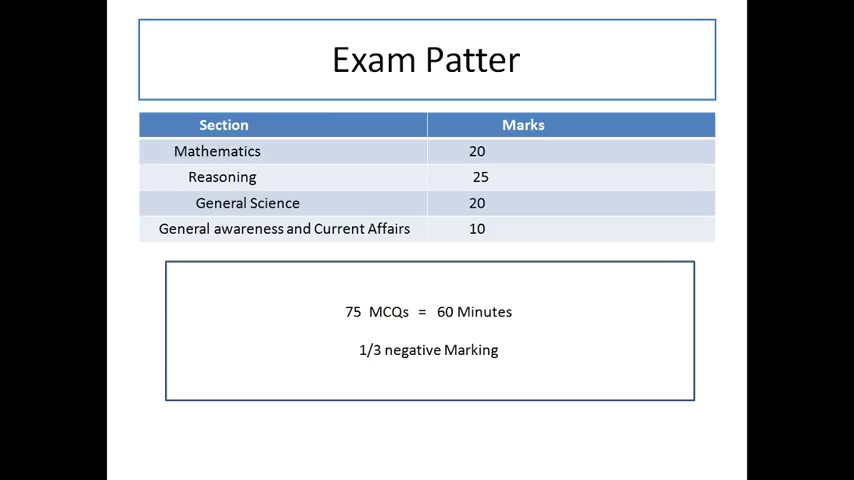 Exam Patter
Section Marks
Mathematics 20
Reasoning 25
General Science 20
General awareness and Current Affairs 10
75 MCQs = 60 Minutes
1/3 negative Marking